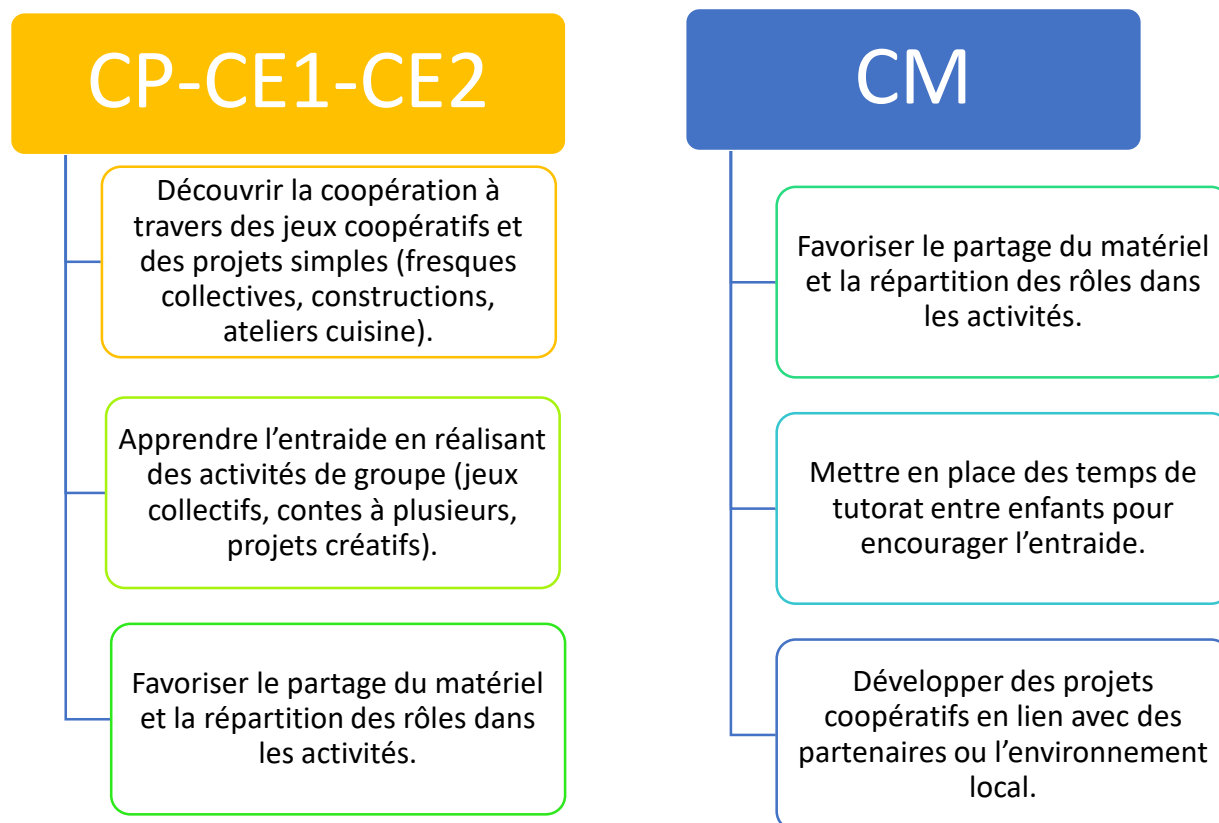 CP-CE1-CE2
Découvrir la coopération à
travers des jeux coopératifs et
des projets simples (fresques
collectives, constructions,
ateliers cuisine).
Apprendre l’entraide en réalisant
des activités de groupe (jeux
collectifs, contes à plusieurs,
projets créatifs).
Favoriser le partage du matériel
et la répartition des rôles dans
les activités.
CM
Favoriser le partage du matériel
et la répartition des rôles dans
les activités.
Mettre en place des temps de
tutorat entre enfants pour
encourager l’entraide.
Développer des projets
coopératifs en lien avec des
partenaires ou l’environnement
local.